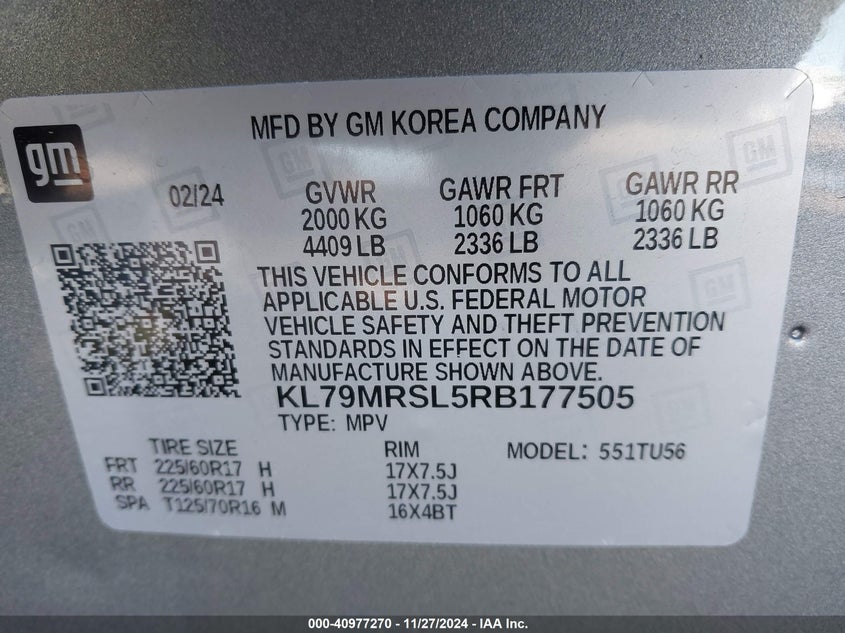 MFD BY GM KOREA COMPANY
gm
02/24
GVWR GAWR FRT GAWR RR
2000 KG 1060 KG 1060 KG
4409 LB 2336 LB 2336 LB
THIS VEHICLE CONFORMS TO ALL
APPLICABLE U.S. FEDERAL MOTOR
VEHICLE SAFETY AND THEFT PREVENTION
STANDARDS IN EFFECT ON THE DATE OF
MANUFACTURE SHOWN ABOVE.
KL79MRSL5RB177505
TYPE: MPV
TIRE SIZE RIM MODEL: 551TU56
FRT 225/60R17 H 17X7.5J
RR 225/60R17 H 17X7.5J
SPA T125/70R16 M 16X4BT
000-40977270 - 11/27/2024 - IAA Inc.